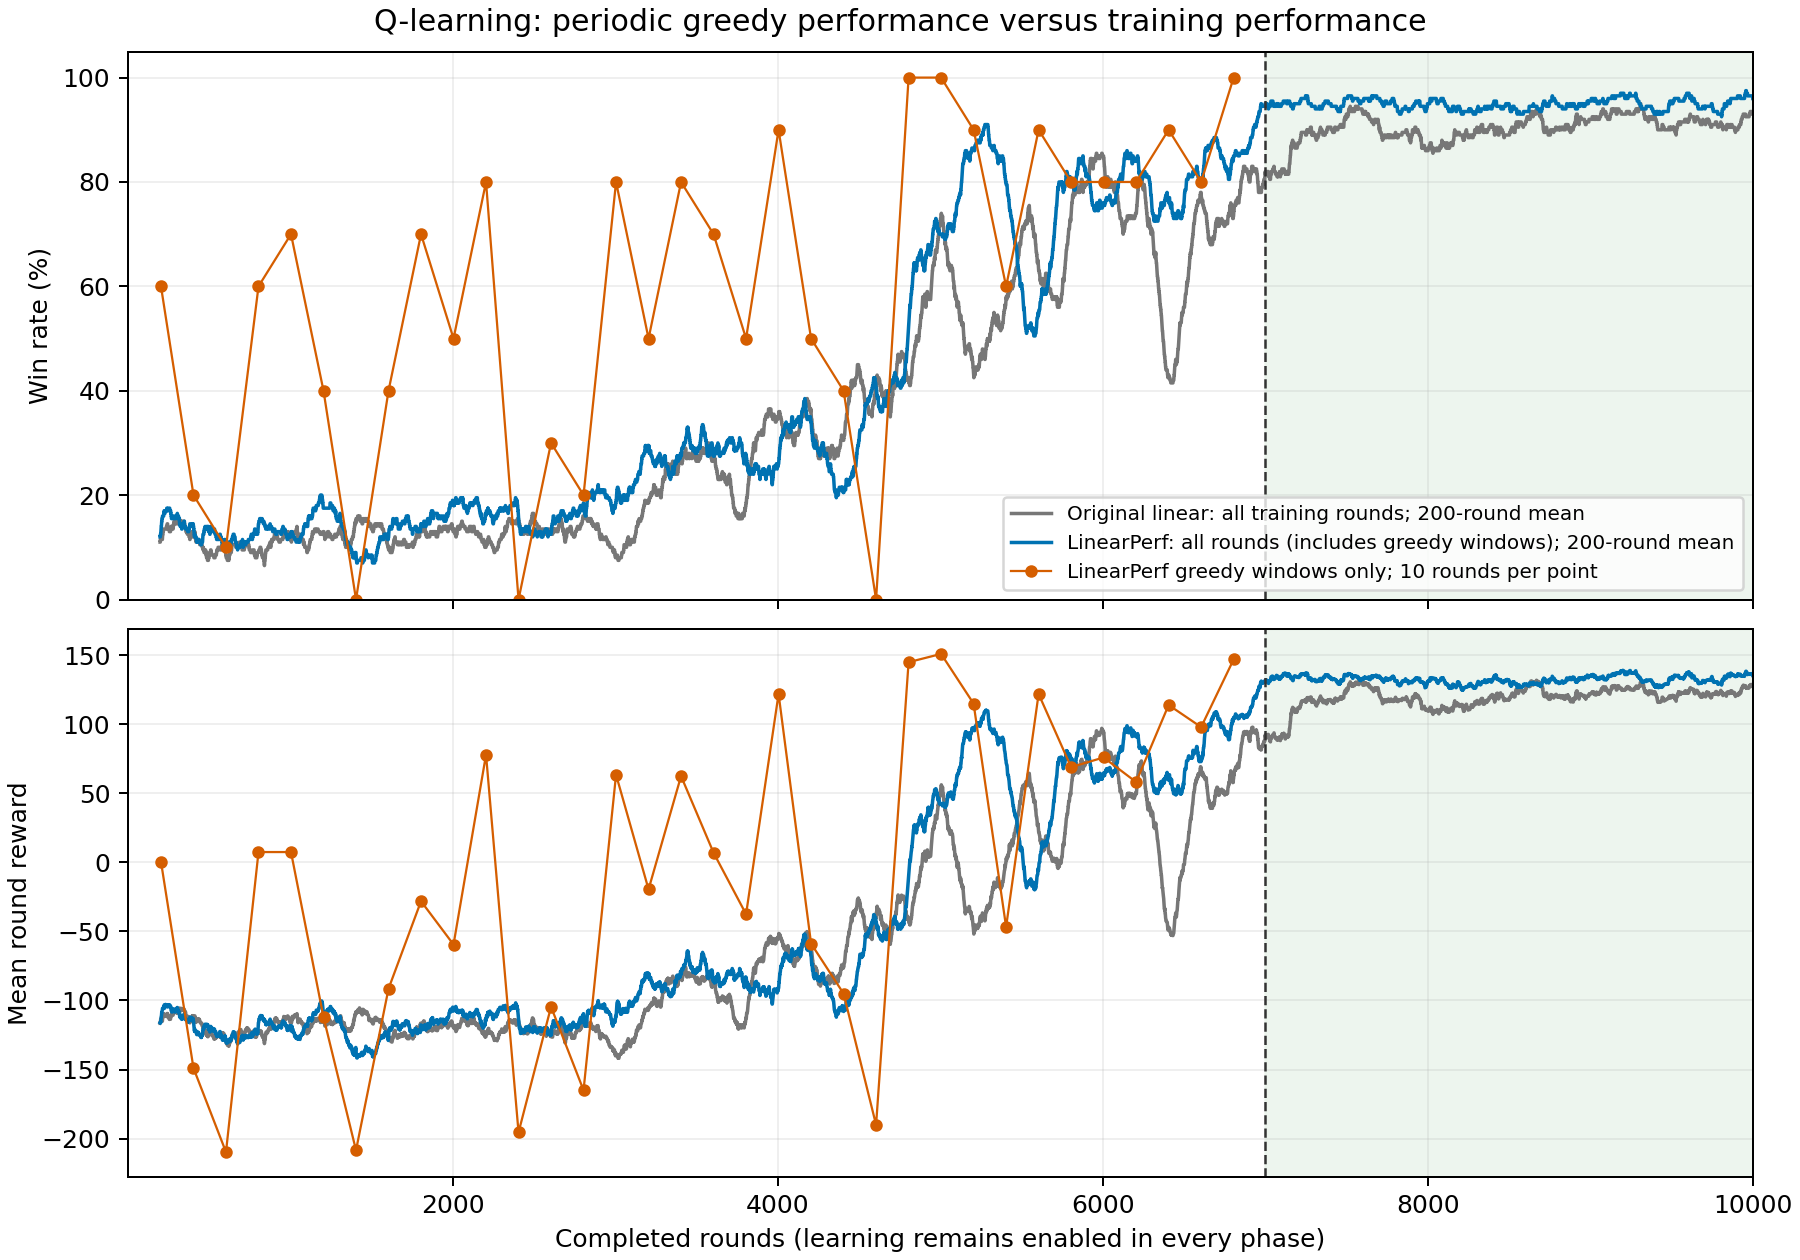 Q-learning: periodic greedy performance versus training performance
Win rate (%)
100
80
60
40
20
0
Original linear: all training rounds; 200-round mean
LinearPerf: all rounds (includes greedy windows); 200-round mean
LinearPerf greedy windows only; 10 rounds per point
Mean round reward
150
100
50
0
−50
−100
−150
−200
2000 4000 6000 8000 10000
Completed rounds (learning remains enabled in every phase)